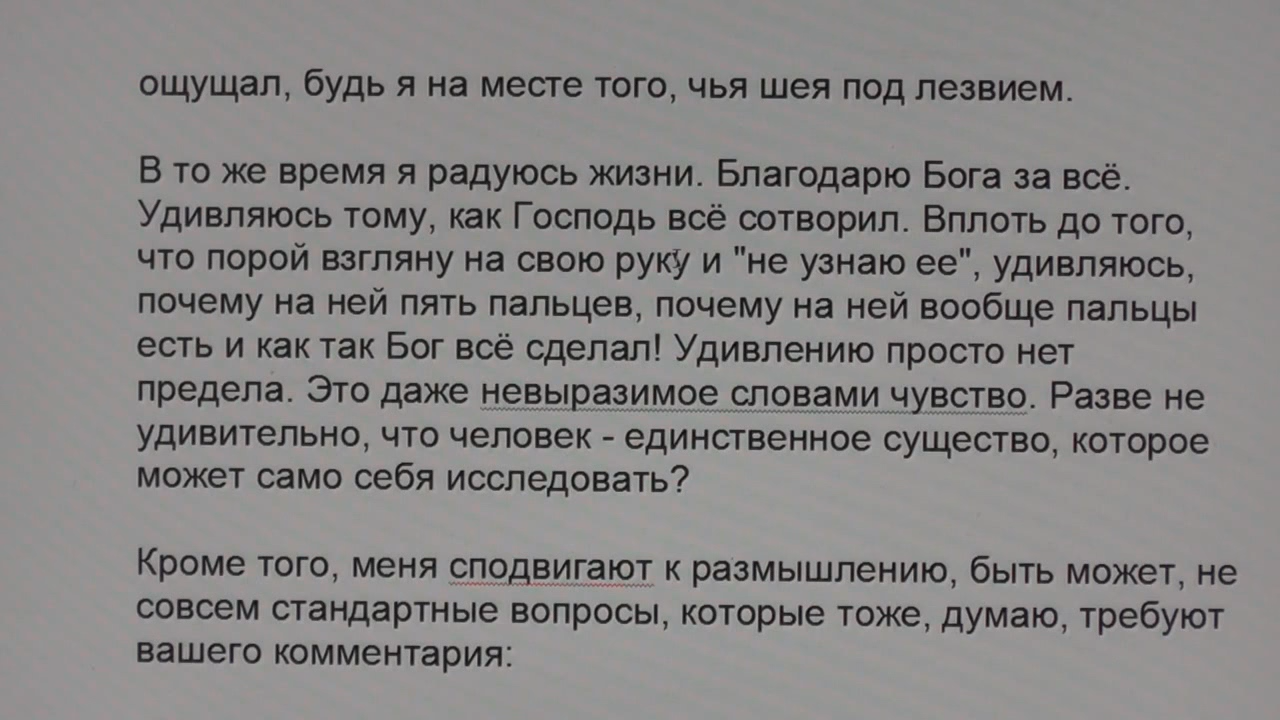 ощущал, будь я на месте того, чья шея под лезвием.
В то же время я радуюсь жизни. Благодарю Бога за всё.
Удивляюсь тому, как Господь всё сотворил. Вплоть до того,
что порой взгляну на свою руку и "не узнаю ее", удивляюсь,
почему на ней пять пальцев, почему на ней вообще пальцы
есть и как так Бог всё сделал! Удивлению просто нет
предела. Это даже невыразимое словами чувство. Разве не
удивительно, что человек - единственное существо, которое
может само себя исследовать?
Кроме того, меня сподвигают к размышлению, быть может, не
совсем стандартные вопросы, которые тоже, думаю, требуют
вашего комментария: